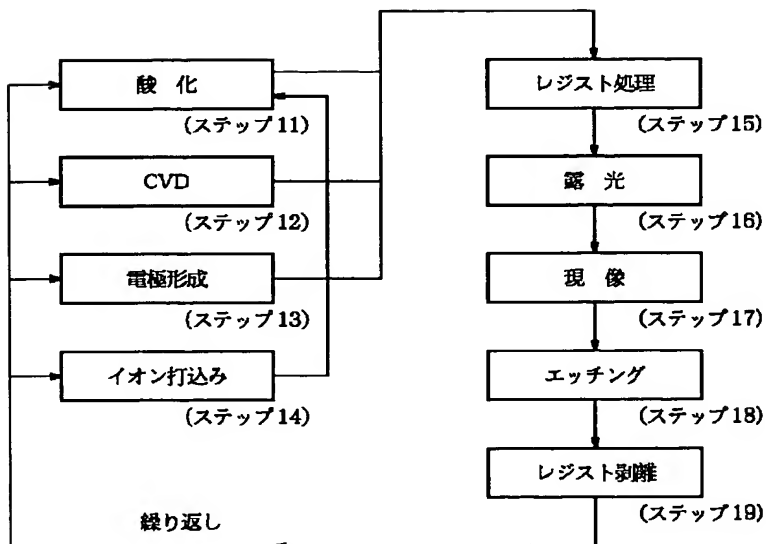 酸 化
(ステップ11)
CVD
(ステップ12)
電極形成
(ステップ13)
イオン打込み
(ステップ14)
繰り返し
レジスト処理
(ステップ15)
露 光
(ステップ16)
現 像
(ステップ17)
エッチング
(ステップ18)
レジスト剥離
(ステップ19)